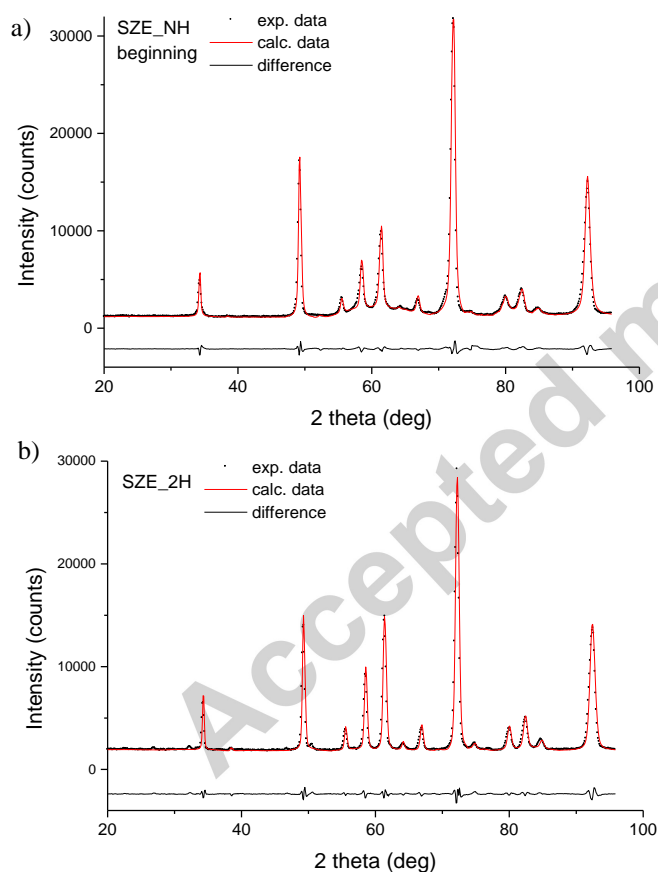 a)
SZE_NH
beginning
exp. data
calc. data
difference
30000
20000
10000
0
Intensity (counts)
20 40 60 80 100
2 theta (deg)
b)
SZE_2H
exp. data
calc. data
difference
30000
20000
10000
0
Intensity (counts)
20 40 60 80 100
2 theta (deg)
Accepted m